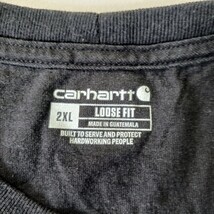 carhartt
2XL LOOSE FIT
MADE IN GUATEMALA
BUILT TO SERVE AND PROTECT
HARDWORKING PEOPLE